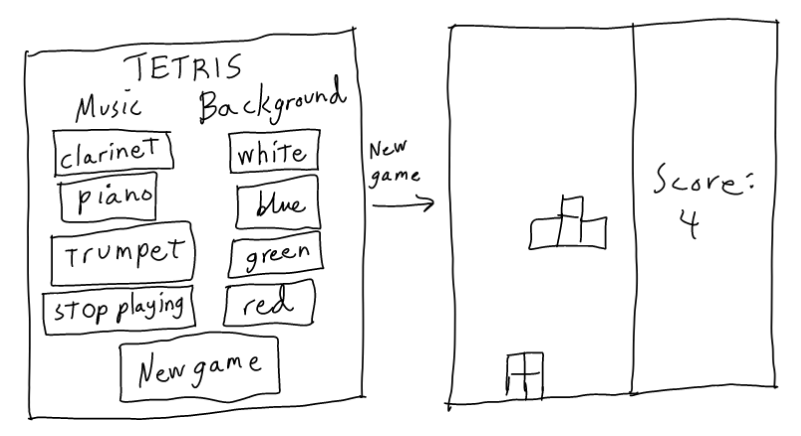 TETRIS
Music
Background
clarinet
white
piano
blue
trumpet
green
stop playing
red
New game
New
game
Score:
4